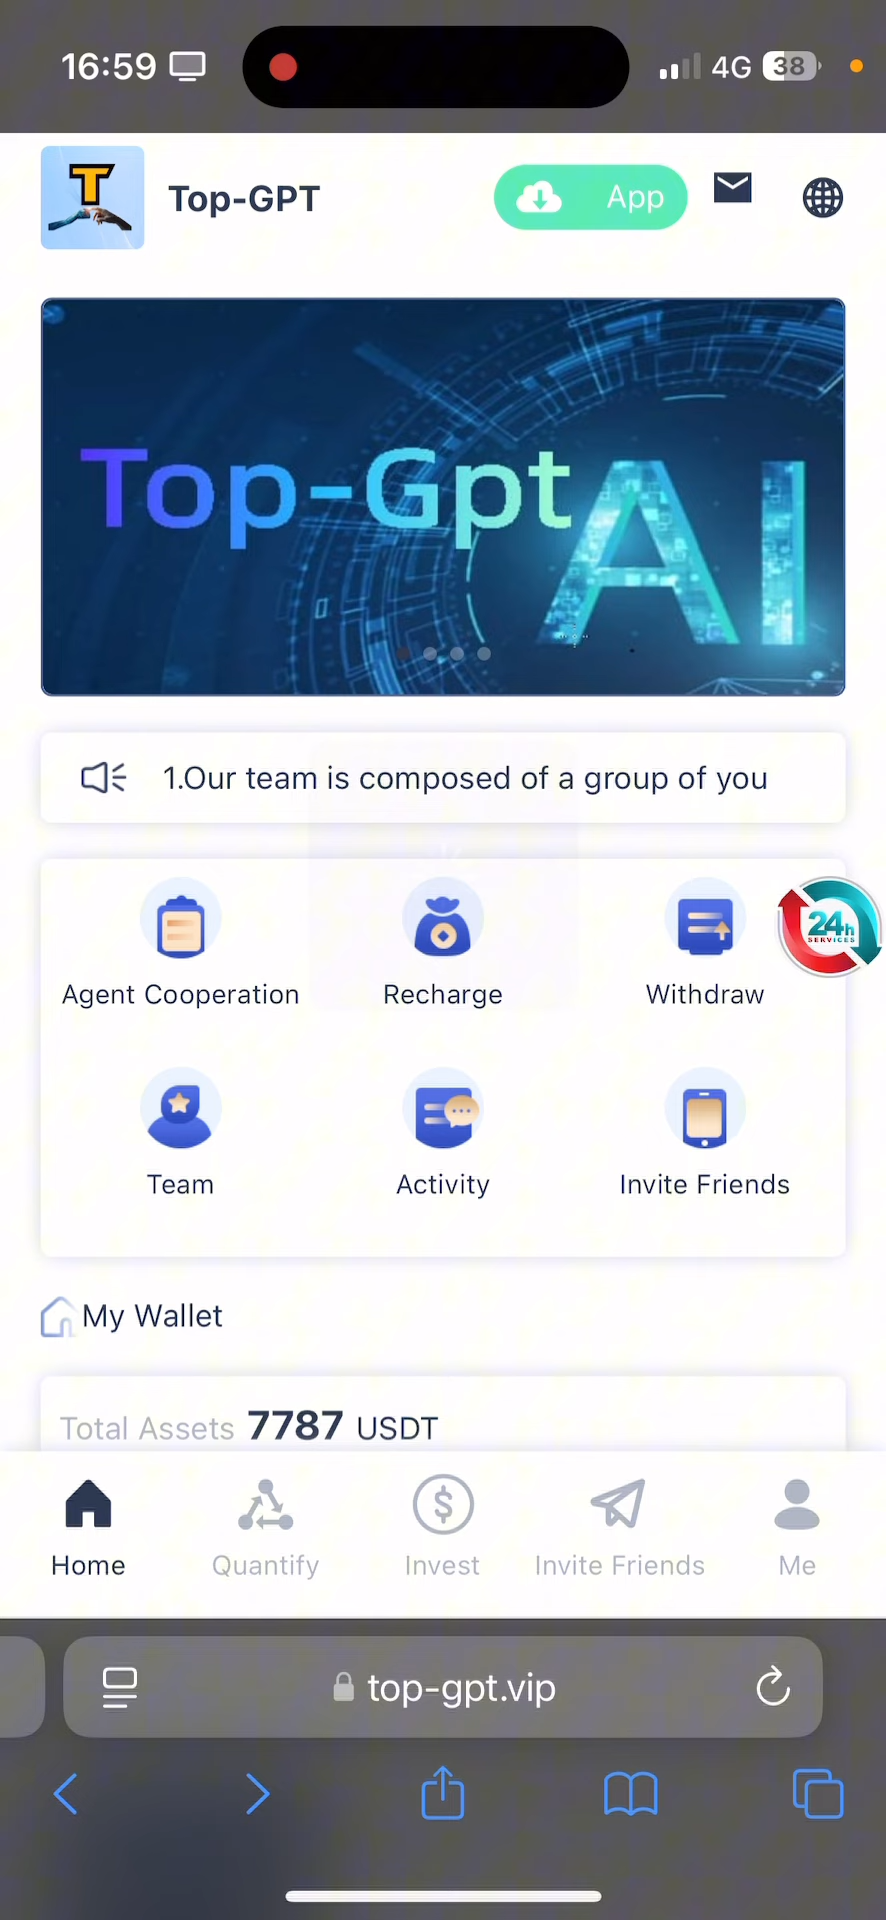 16:59 4G 38
T
Top-GPT App
Top-Gpt AI
1.Our team is composed of a group of you
24h
SERVICES
Agent Cooperation Recharge Withdraw
Team Activity Invite Friends
My Wallet
Total Assets 7787 USDT
Home Quantify Invest Invite Friends Me
top-gpt.vip